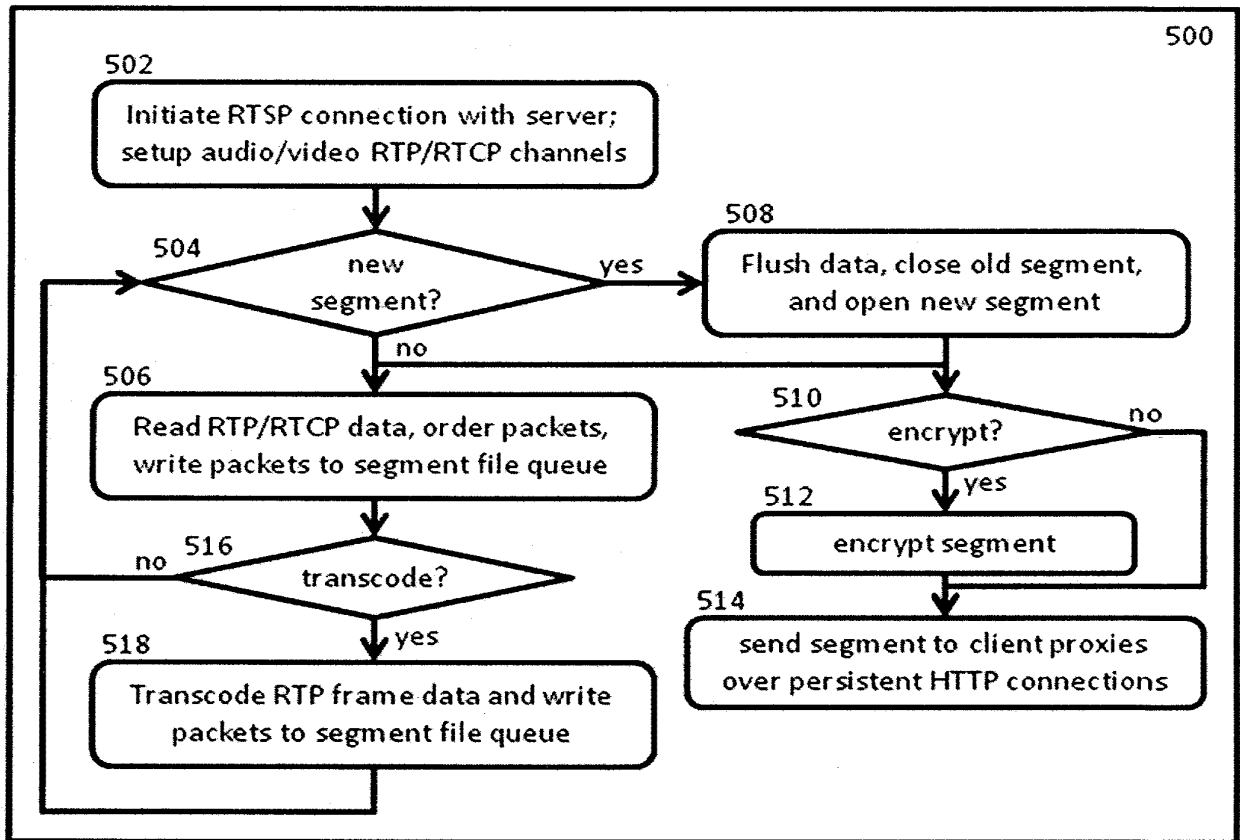 500
502
Initiate RTSP connection with server;
setup audio/video RTP/RTCP channels
504
new
segment?
yes
no
508
Flush data, close old segment,
and open new segment
506
Read RTP/RTCP data, order packets,
write packets to segment file queue
510
encrypt?
no
yes
512
encrypt segment
516
transcode?
no
yes
514
send segment to client proxies
over persistent HTTP connections
518
Transcode RTP frame data and write
packets to segment file queue